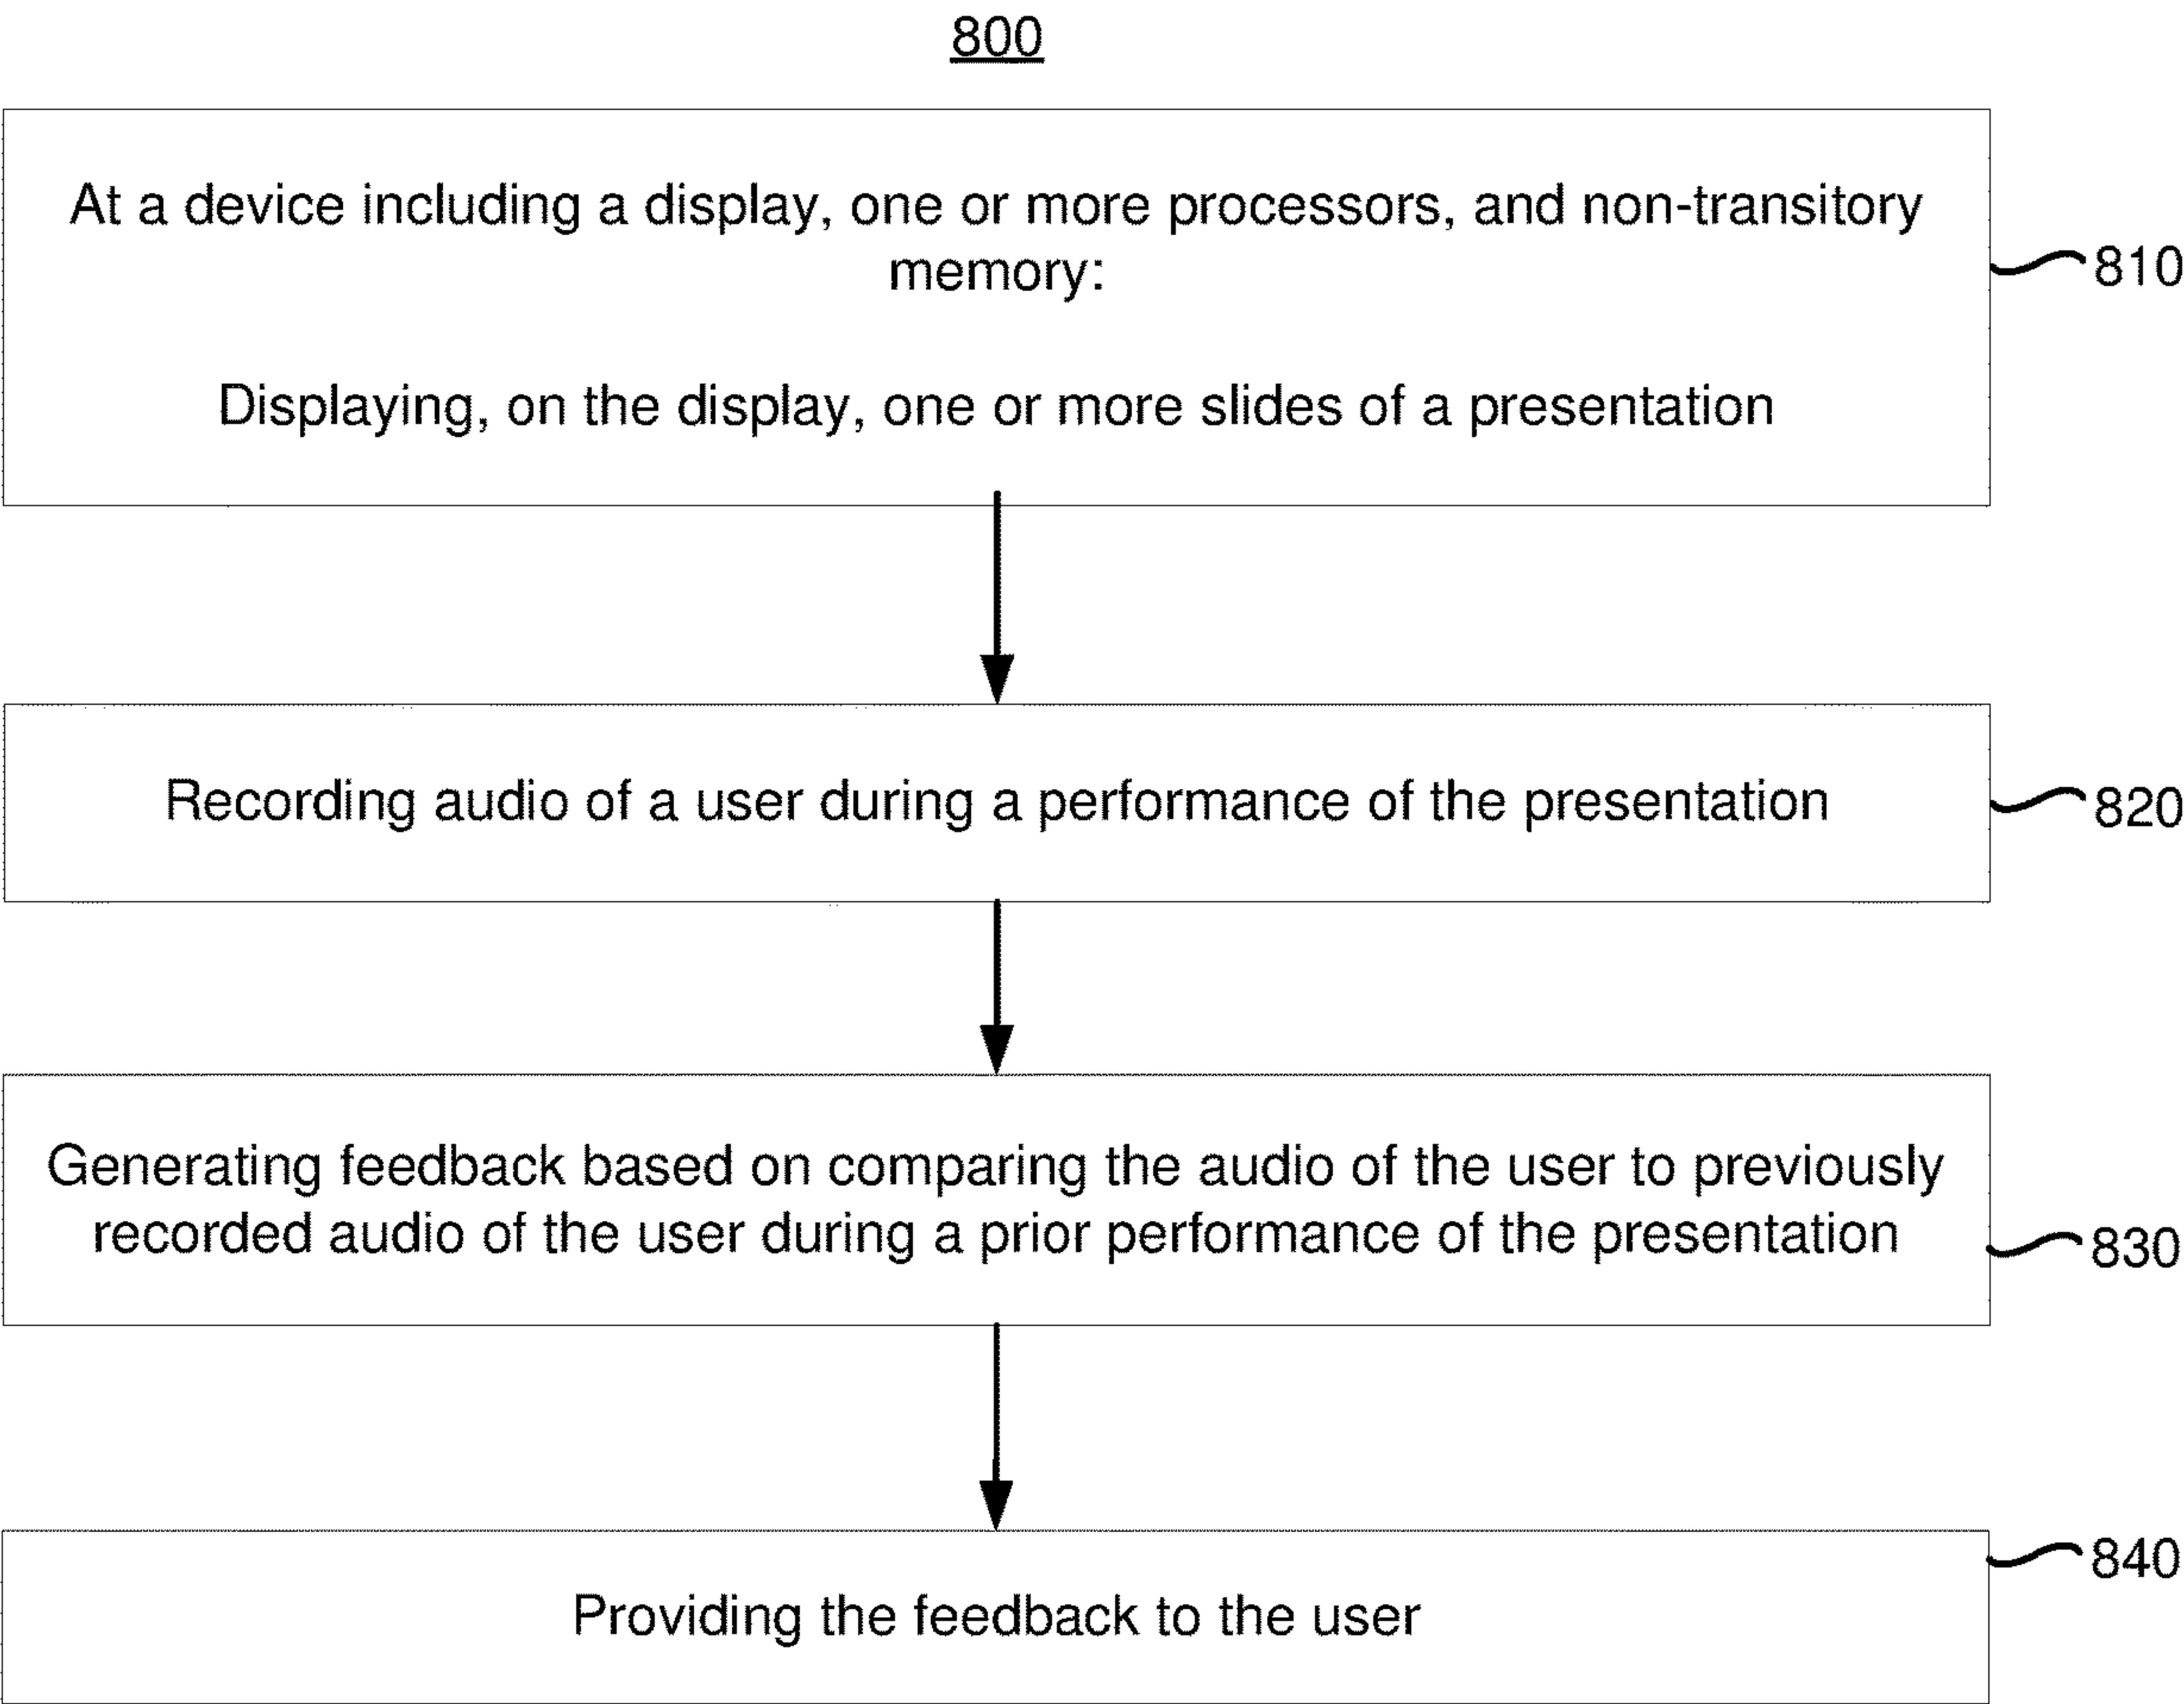 800
At a device including a display, one or more processors, and non-transitory
memory:
810
Displaying, on the display, one or more slides of a presentation
Recording audio of a user during a performance of the presentation
820
Generating feedback based on comparing the audio of the user to previously
recorded audio of the user during a prior performance of the presentation
830
Providing the feedback to the user
840